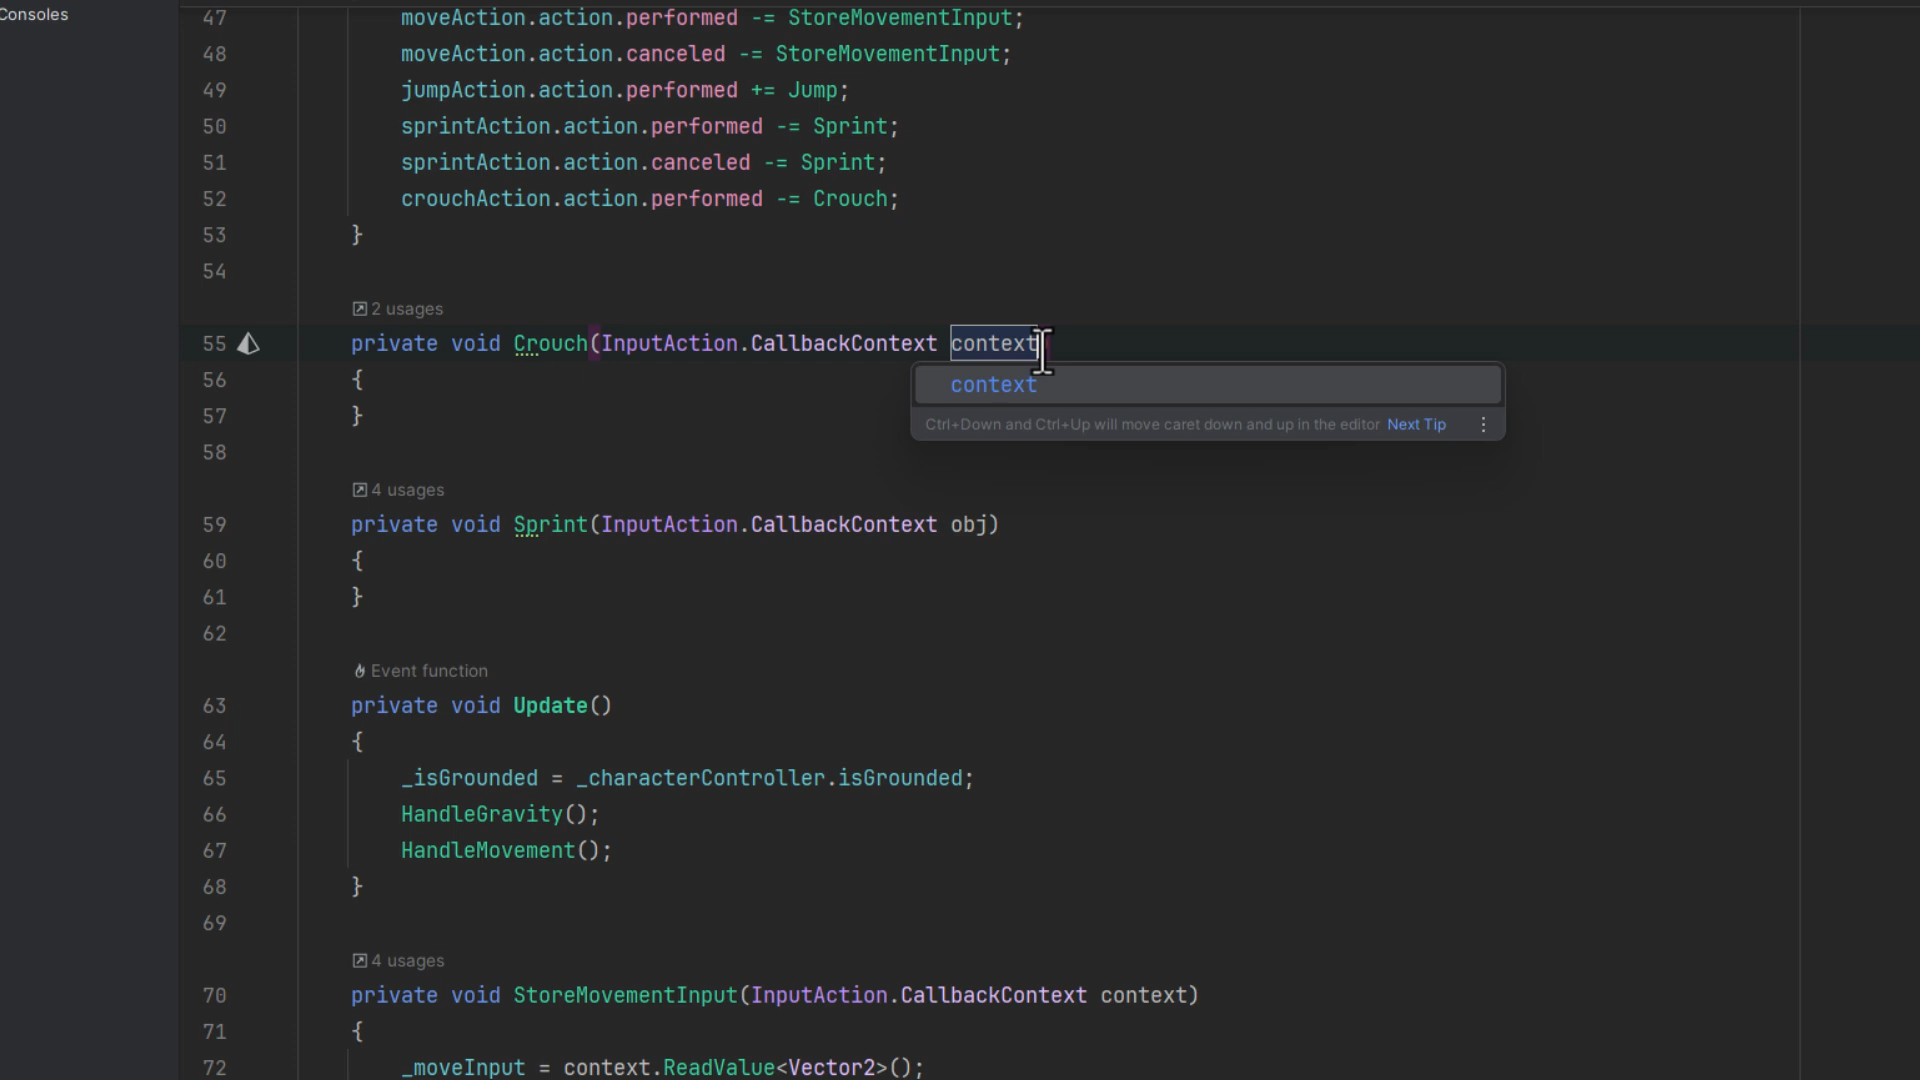 Consoles
47 moveAction.action.performed -= StoreMovementInput;
48 moveAction.action.canceled -= StoreMovementInput;
49 jumpAction.action.performed += Jump;
50 sprintAction.action.performed -= Sprint;
51 sprintAction.action.canceled -= Sprint;
52 crouchAction.action.performed -= Crouch;
53 }
54
2 usages
55 private void Crouch(InputAction.CallbackContext context
context
Ctrl+Down and Ctrl+Up will move caret down and up in the editor Next Tip
56 {
57 }
58
4 usages
59 private void Sprint(InputAction.CallbackContext obj)
60 {
61 }
62
Event function
63 private void Update()
64 {
65 _isGrounded = _characterController.isGrounded;
66 HandleGravity();
67 HandleMovement();
68 }
69
4 usages
70 private void StoreMovementInput(InputAction.CallbackContext context)
71 {
72 _moveInput = context.ReadValue<Vector2>();